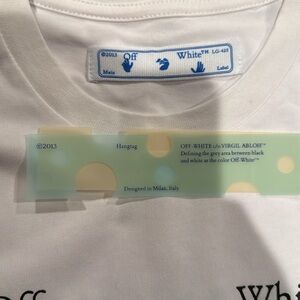 ©2013 Off White™ LG-425
Main Label
©2013 Hangtag OFF-WHITE c/o VIRGIL ABLOH™
Defining the grey area between black
and white as the color Off-White™
Designed in Milan, Italy
Off Whi